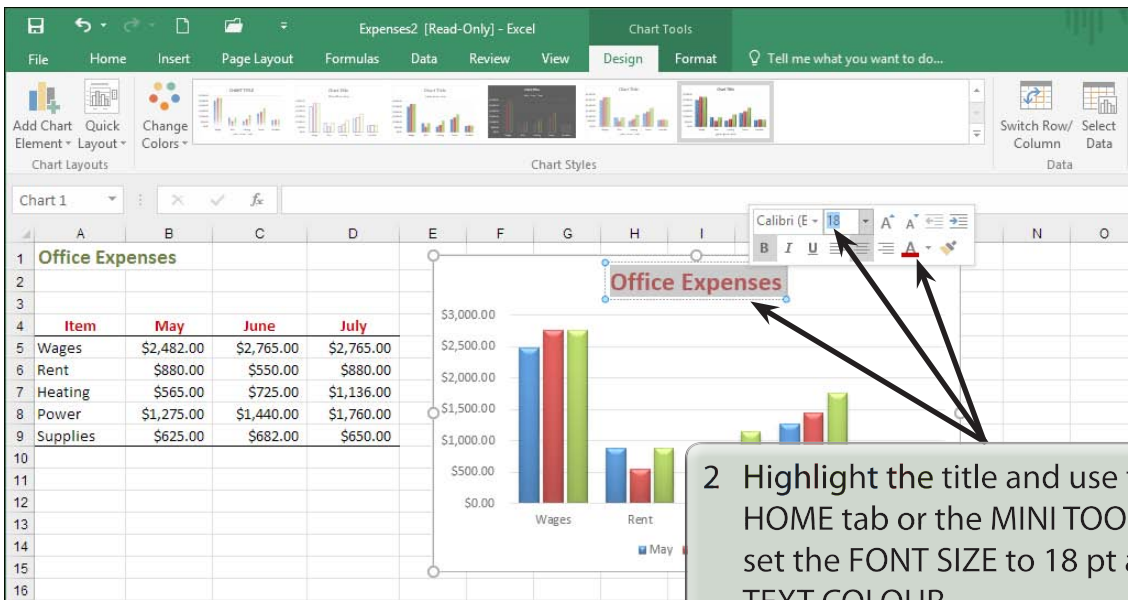 Expenses2 [Read-Only] - Excel
Chart Tools
File Home Insert Page Layout Formulas Data Review View Design Format Tell me what you want to do...
Add Chart Element
Quick Layout
Change Colors
Switch Row/ Column
Select Data
Chart Layouts
Chart Styles
Data
Chart 1
fx
Calibri (E 18 A A
B I U A
A B C D E F G H I N O
1 Office Expenses
2
3
4 Item May June July
5 Wages $2,482.00 $2,765.00 $2,765.00
6 Rent $880.00 $550.00 $880.00
7 Heating $565.00 $725.00 $1,136.00
8 Power $1,275.00 $1,440.00 $1,760.00
9 Supplies $625.00 $682.00 $650.00
10
11
12
13
14
15
16
Office Expenses
$3,000.00
$2,500.00
$2,000.00
$1,500.00
$1,000.00
$500.00
$0.00
Wages Rent
May
2 Highlight the title and use
HOME tab or the MINI TOO
set the FONT SIZE to 18 pt
TEXT COLOUR